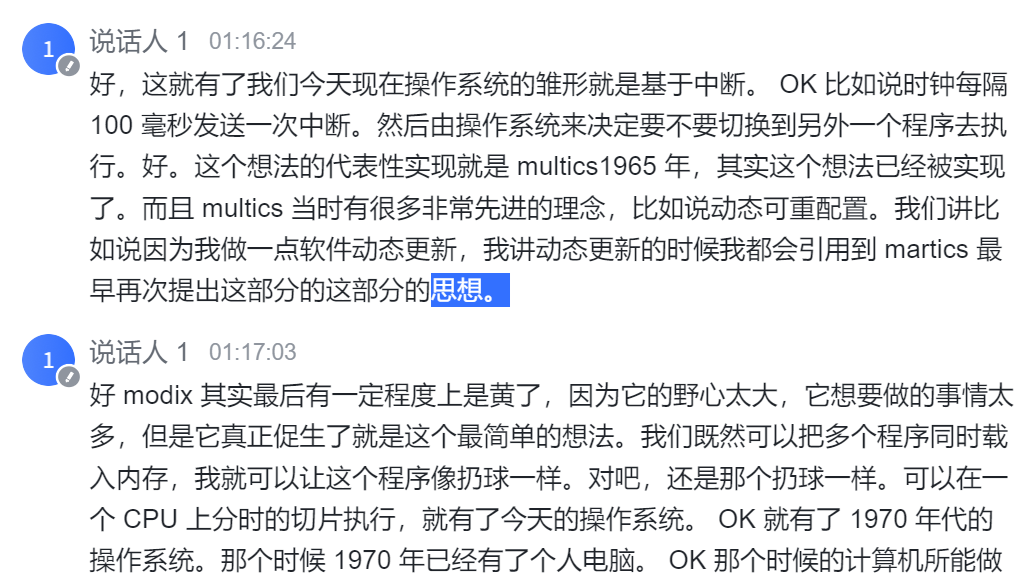 1 说话人 1 01:16:24
好，这就有了我们今天现在操作系统的雏形就是基于中断。 OK 比如说时钟每隔
100 毫秒发送一次中断。然后由操作系统来决定要不要切换到另外一个程序去执
行。好。这个想法的代表性实现就是 multics1965 年，其实这个想法已经被实现
了。而且 multics 当时有很多非常先进的理念，比如说动态可重配置。我们讲比
如说因为我做一点软件动态更新，我讲动态更新的时候我都会引用到 martics 最
早再次提出这部分的这部分的思想。
1 说话人 1 01:17:03
好 modix 其实最后有一定程度上是黄了，因为它的野心太大，它想要做的事情太
多，但是它真正促生了就是这个最简单的想法。我们既然可以把多个程序同时载
入内存，我就可以让这个程序像扔球一样。对吧，还是那个扔球一样。可以在一
个 CPU 上分时的切片执行，就有了今天的操作系统。 OK 就有了 1970 年代的
操作系统。那个时候 1970 年已经有了个人电脑。 OK 那个时候的计算机所能做